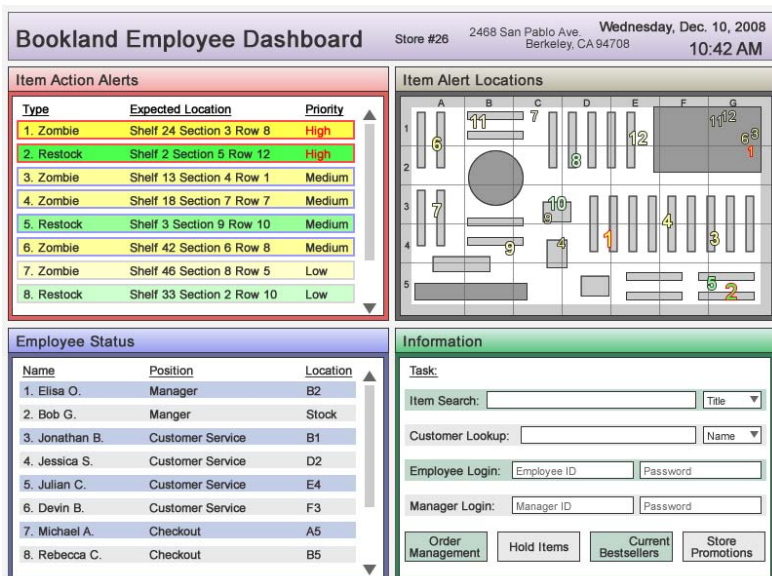 Bookland Employee Dashboard
Store #26
2468 San Pablo Ave.
Berkeley, CA 94708
Wednesday, Dec. 10, 2008
10:42 AM
Item Action Alerts
Type Expected Location Priority
1. Zombie Shelf 24 Section 3 Row 8 High
2. Restock Shelf 2 Section 5 Row 12 High
3. Zombie Shelf 13 Section 4 Row 1 Medium
4. Zombie Shelf 18 Section 7 Row 7 Medium
5. Restock Shelf 3 Section 9 Row 10 Medium
6. Zombie Shelf 42 Section 6 Row 8 Medium
7. Zombie Shelf 46 Section 8 Row 5 Low
8. Restock Shelf 33 Section 2 Row 10 Low
Item Alert Locations
A B C D E F G
11 7 11 12
1 6 12 6 3
8 1
2
3 7 10 9 4
1 3
4 9 4
5 5 2
Employee Status
Name Position Location
1. Elisa O. Manager B2
2. Bob G. Manger Stock
3. Jonathan B. Customer Service B1
4. Jessica S. Customer Service D2
5. Julian C. Customer Service E4
6. Devin B. Customer Service F3
7. Michael A. Checkout A5
8. Rebecca C. Checkout B5
Information
Task:
Item Search: Title
Customer Lookup: Name
Employee Login: Employee ID Password
Manager Login: Manager ID Password
Order Management
Hold Items
Current Bestsellers
Store Promotions